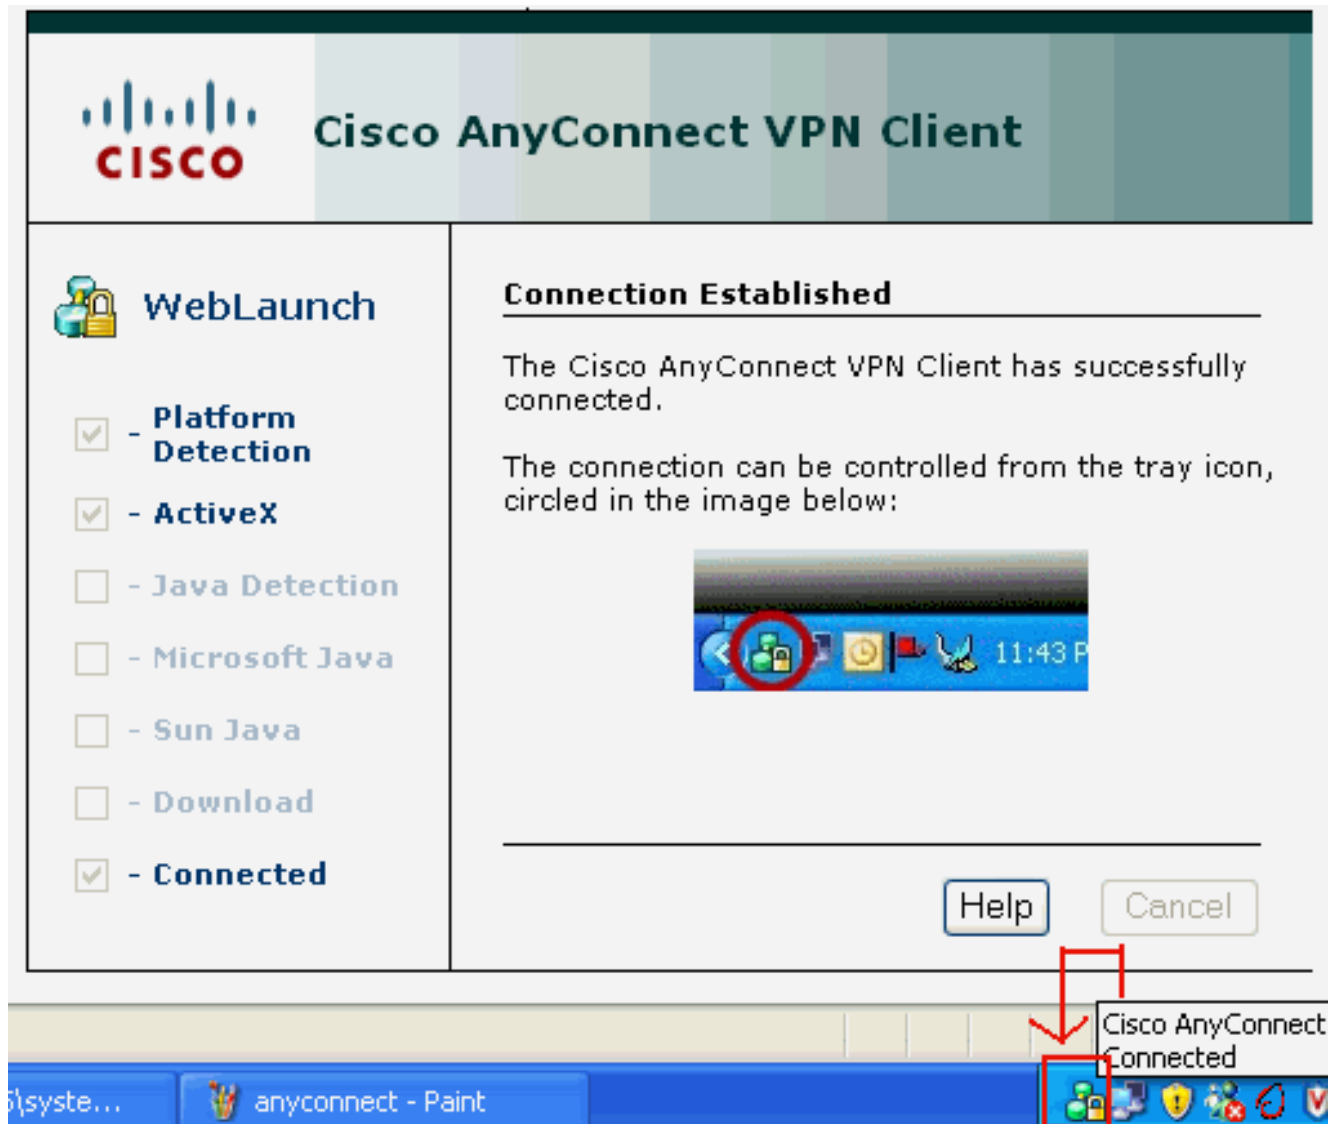 CISCO
Cisco AnyConnect VPN Client
WebLaunch
- Platform
Detection
- ActiveX
- Java Detection
- Microsoft Java
- Sun Java
- Download
- Connected
Connection Established
The Cisco AnyConnect VPN Client has successfully
connected.
The connection can be controlled from the tray icon,
circled in the image below:
11:43 P
Help
Cancel
Cisco AnyConnect
Connected
\syste...
anyconnect - Paint